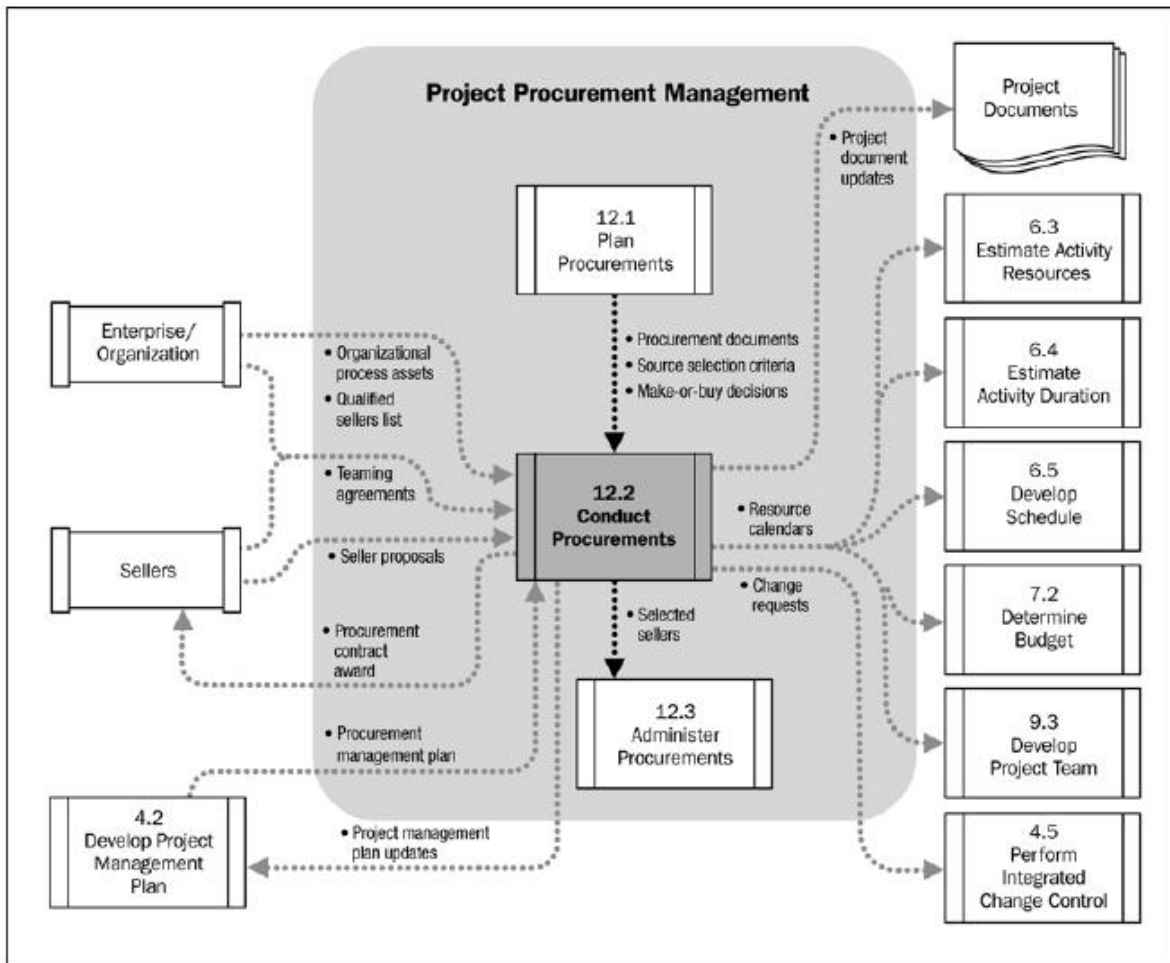 Project Procurement Management
Project
Documents
• Project
document
updates
12.1
Plan
Procurements
6.3
Estimate Activity
Resources
Enterprise/
Organization
• Organizational
process assets
• Qualified
sellers list
• Procurement documents
• Source selection criteria
• Make-or-buy decisions
6.4
Estimate
Activity Duration
• Teaming
agreements
12.2
Conduct
Procurements
• Resource
calendars
6.5
Develop
Schedule
Sellers
• Seller proposals
• Change
requests
• Procurement
contract
award
• Selected
sellers
7.2
Determine
Budget
12.3
Administer
Procurements
9.3
Develop
Project Team
• Procurement
management plan
4.2
Develop Project
Management
Plan
• Project management
plan updates
4.5
Perform
Integrated
Change Control